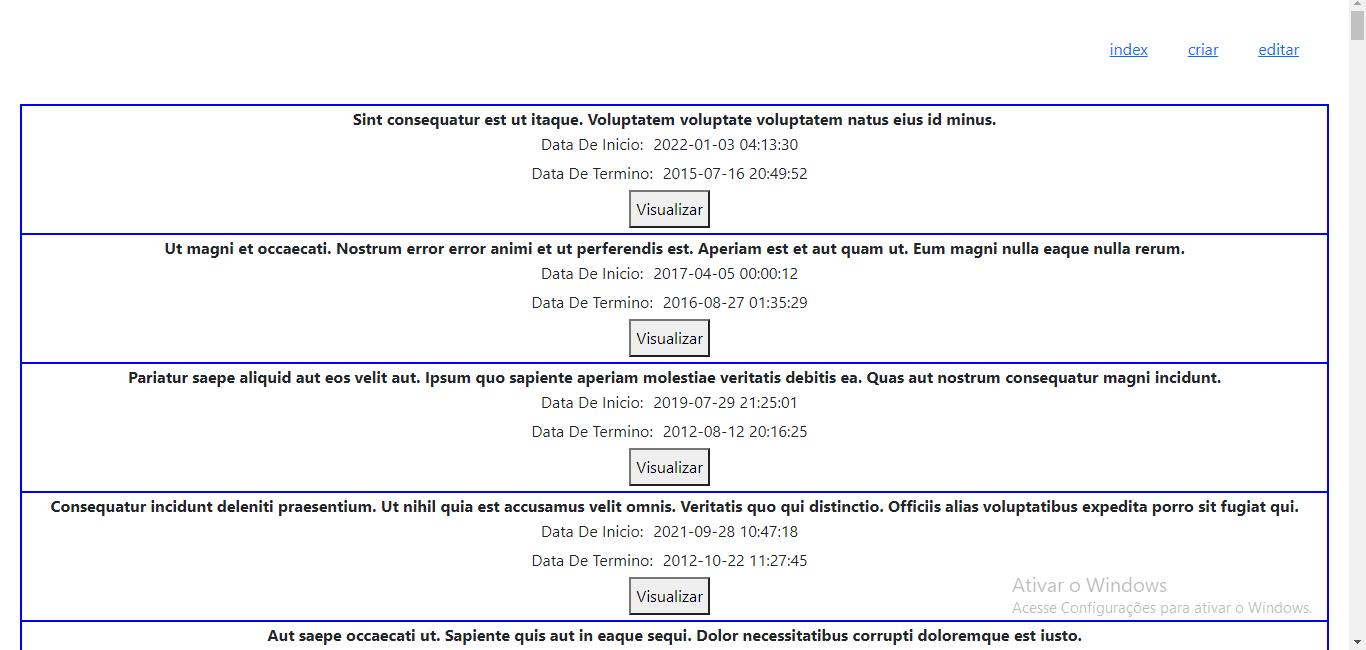 index criar editar
Sint consequatur est ut itaque. Voluptatem voluptate voluptatem natus eius id minus.
Data De Inicio: 2022-01-03 04:13:30
Data De Termino: 2015-07-16 20:49:52
Visualizar
Ut magni et occaecati. Nostrum error error animi et ut perferendis est. Aperiam est et aut quam ut. Eum magni nulla eaque nulla rerum.
Data De Inicio: 2017-04-05 00:00:12
Data De Termino: 2016-08-27 01:35:29
Visualizar
Pariatur saepe aliquid aut eos velit aut. Ipsum quo sapiente aperiam molestiae veritatis debitis ea. Quas aut nostrum consequatur magni incidunt.
Data De Inicio: 2019-07-29 21:25:01
Data De Termino: 2012-08-12 20:16:25
Visualizar
Consequatur incidunt deleniti praesentium. Ut nihil quia est accusamus velit omnis. Veritatis quo qui distinctio. Officiis alias voluptatibus expedita porro sit fugiat qui.
Data De Inicio: 2021-09-28 10:47:18
Data De Termino: 2012-10-22 11:27:45
Visualizar
Ativar o Windows
Acesse Configurações para ativar o Windows.
Aut saepe occaecati ut. Sapiente quis aut in eaque sequi. Dolor necessitatibus corrupti doloremque est iusto.